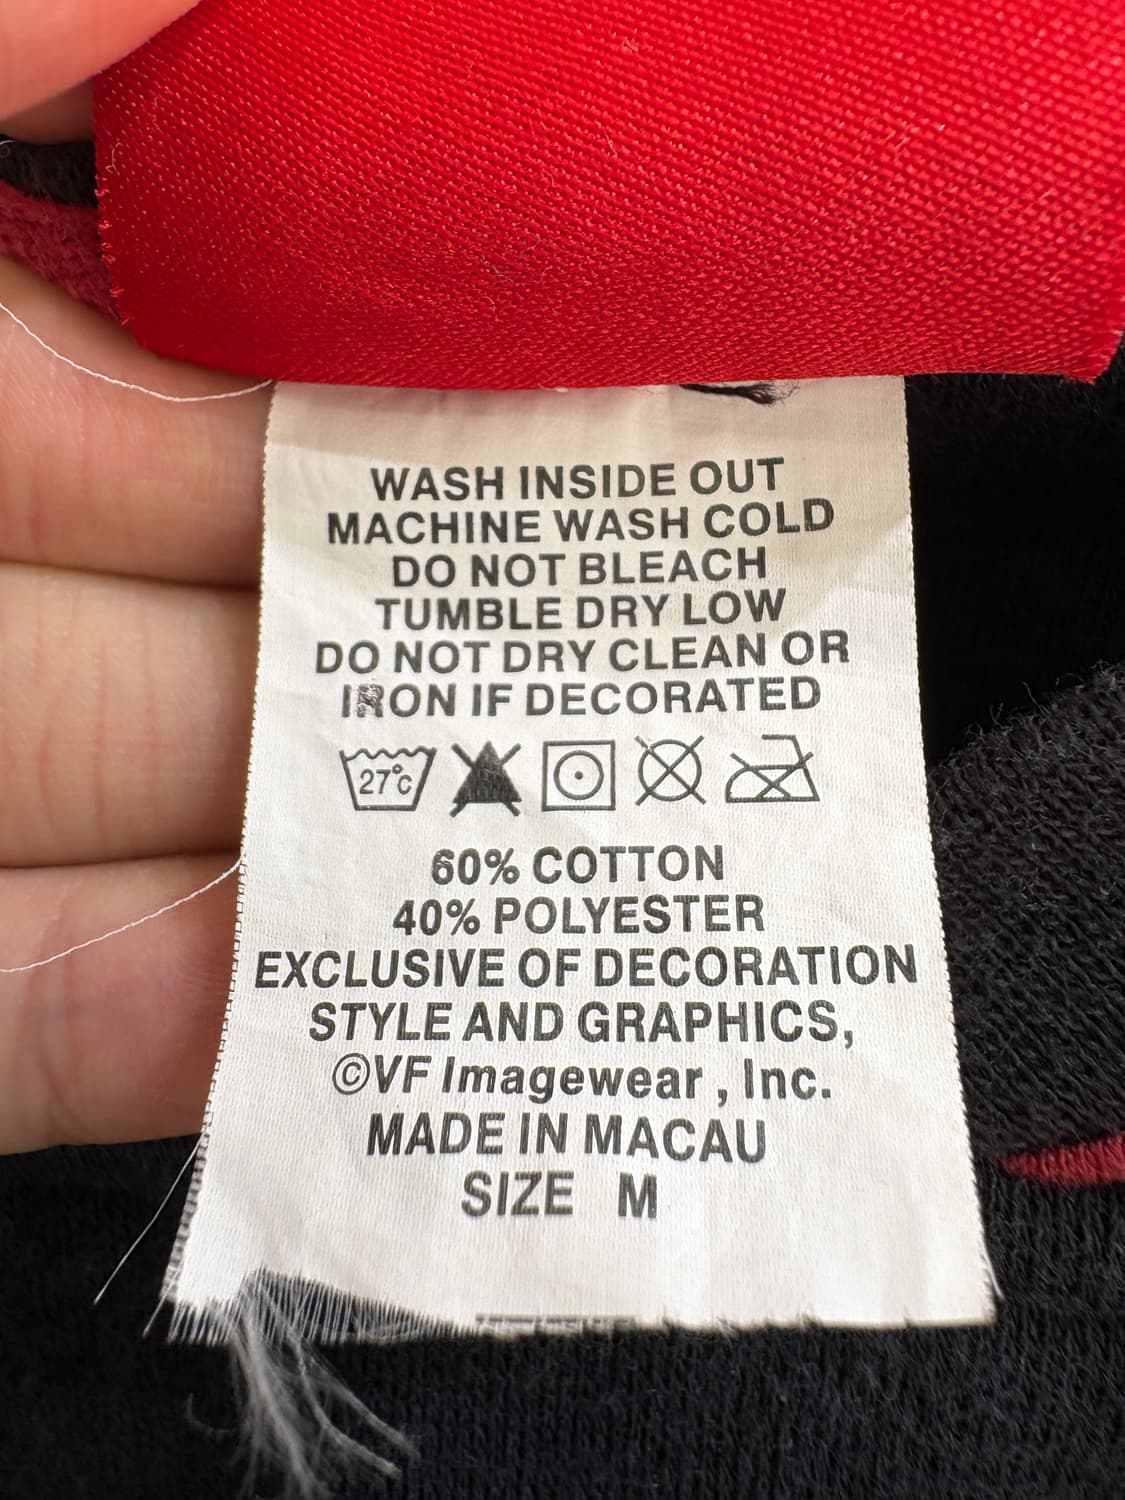 WASH INSIDE OUT
MACHINE WASH COLD
DO NOT BLEACH
TUMBLE DRY LOW
DO NOT DRY CLEAN OR
IRON IF DECORATED
27°C
60% COTTON
40% POLYESTER
EXCLUSIVE OF DECORATION
STYLE AND GRAPHICS,
©VF Imagewear, Inc.
MADE IN MACAU
SIZE M